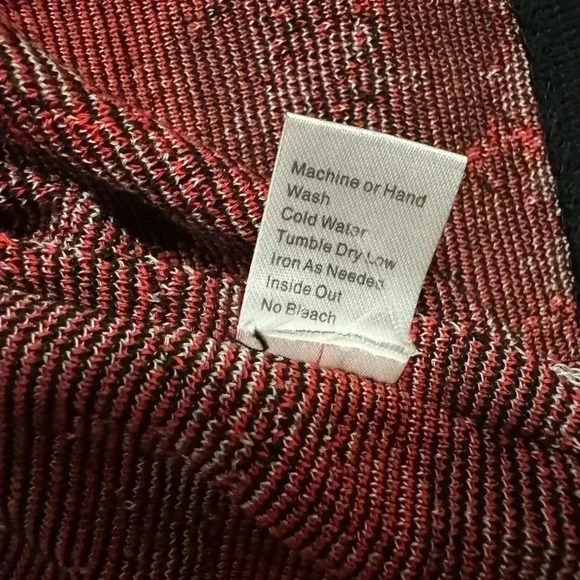 Machine or Hand
Wash
Cold Water
Tumble Dry Low
Iron As Needed
Inside Out
No Bleach